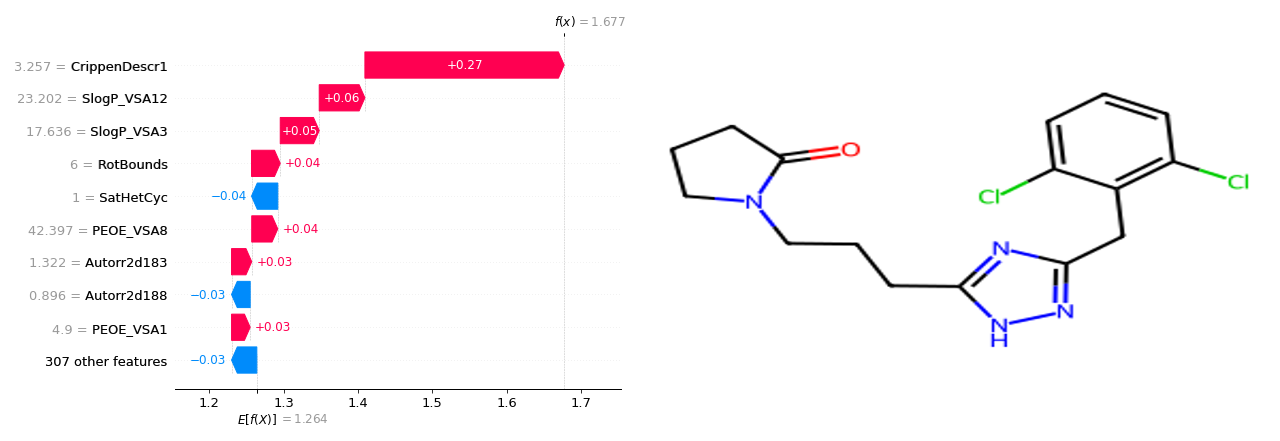 f(x) = 1.677
3.257 = CrippenDescr1
+0.27
23.202 = SlogP_VSA12
+0.06
17.636 = SlogP_VSA3
+0.05
6 = RotBounds
+0.04
1 = SatHetCyc
−0.04
42.397 = PEOE_VSA8
+0.04
1.322 = Autorr2d183
+0.03
0.896 = Autorr2d188
−0.03
4.9 = PEOE_VSA1
+0.03
307 other features
−0.03
1.2 1.3 1.4 1.5 1.6 1.7
E[f(X)] = 1.264
O
N
Cl
Cl
N
N
N
H